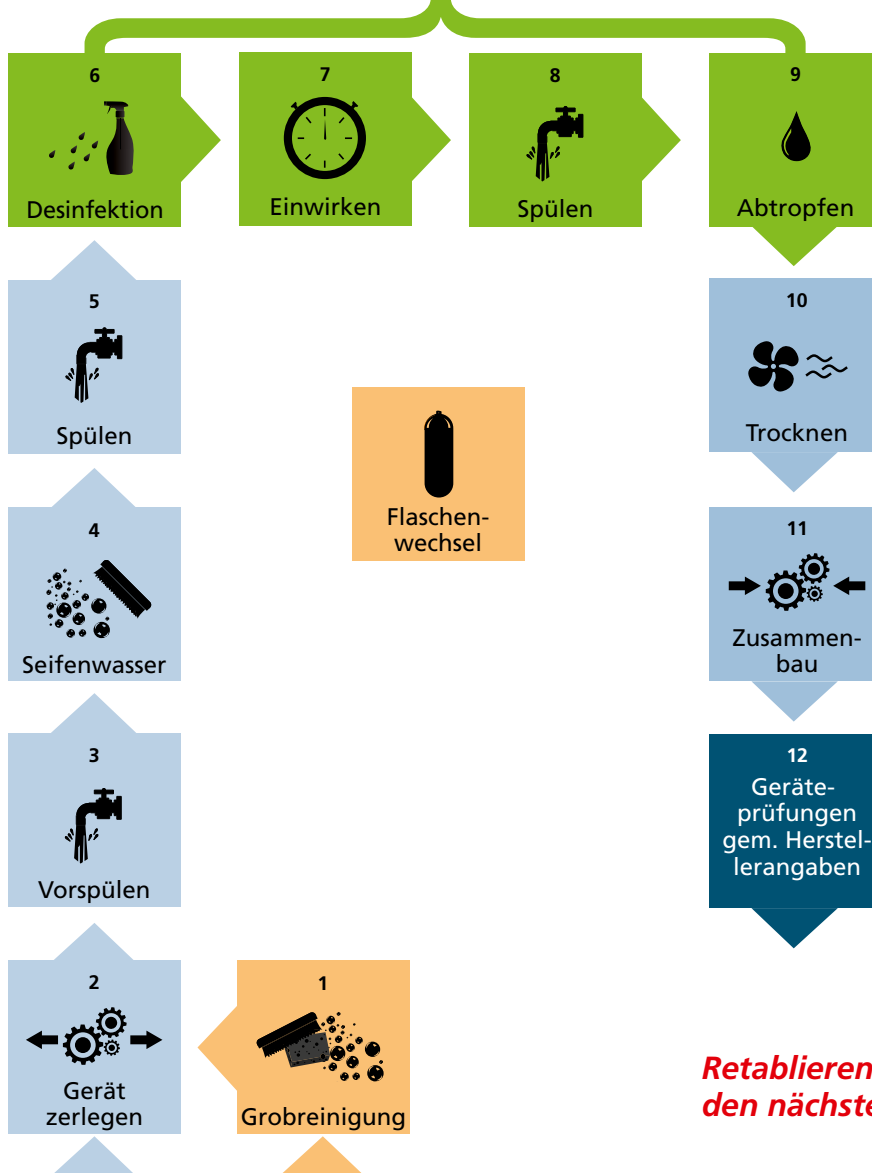 6
Desinfektion
7
Einwirken
8
Spülen
9
Abtropfen
5
Spülen
10
Trocknen
Flaschen-
wechsel
4
Seifenwasser
11
Zusammen-
bau
3
Vorspülen
12
Geräte-
prüfungen
gem. Herstel-
lerangaben
2
Gerät
zerlegen
1
Grobreinigung
Retablieren
den nächste